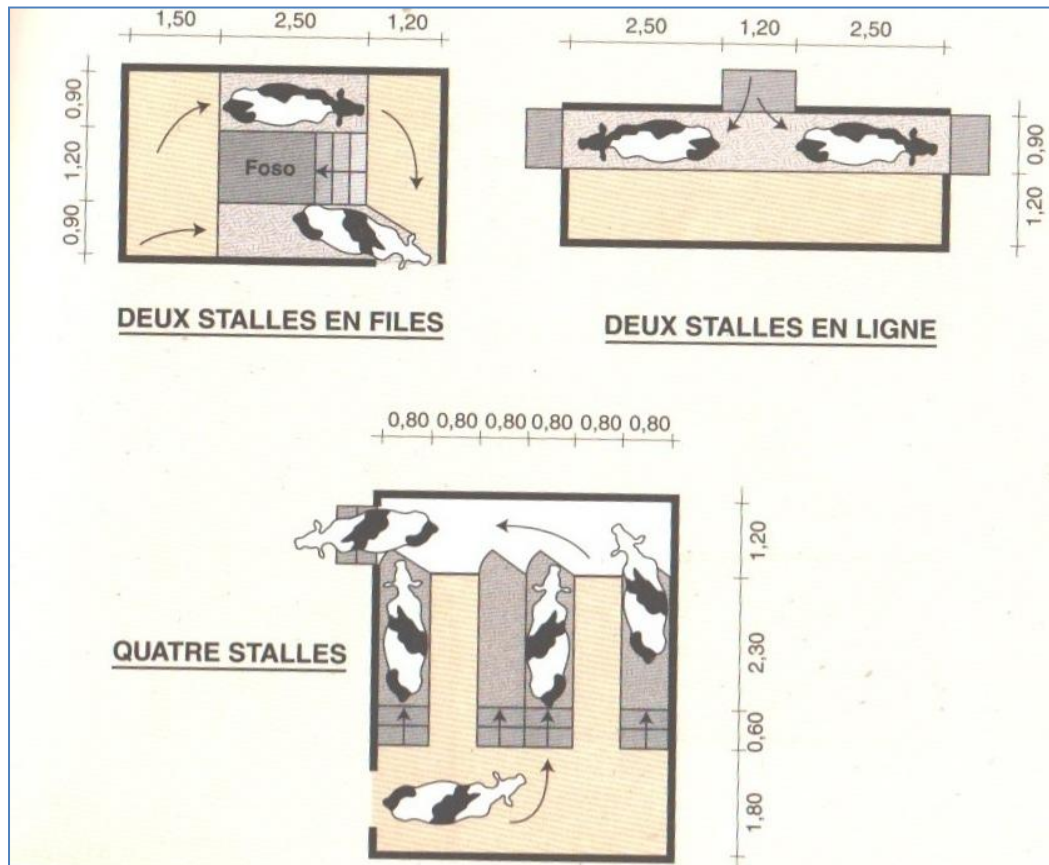 1,50 2,50 1,20
0,90
1,20
0,90
Foso
DEUX STALLES EN FILES
2,50 1,20 2,50
0,90
1,20
DEUX STALLES EN LIGNE
0,80 0,80 0,80 0,80 0,80 0,80
1,20
2,30
0,60
1,80
QUATRE STALLES